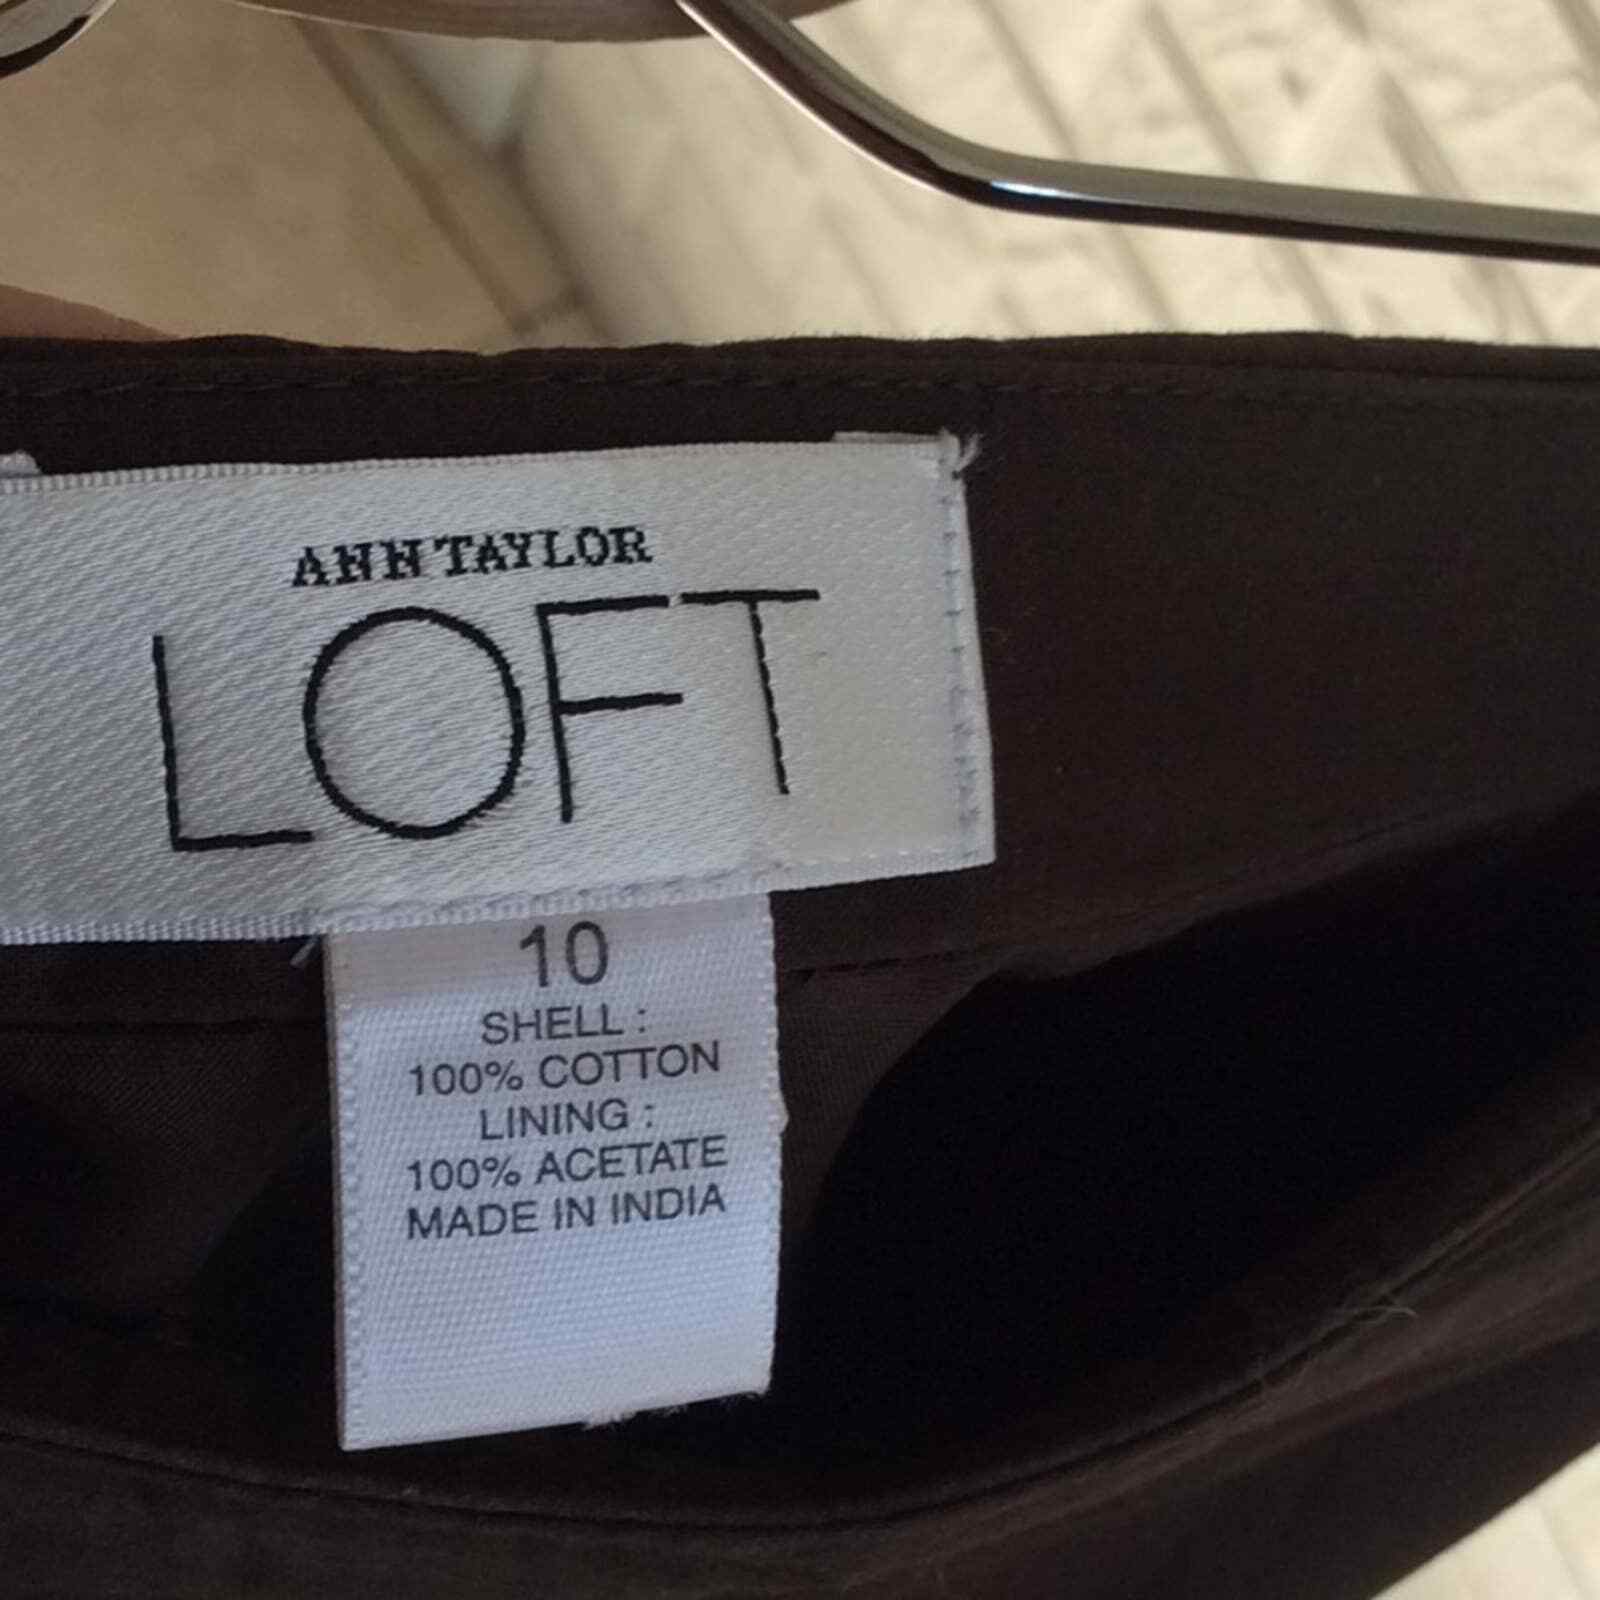 ANN TAYLOR
LOFT
10
SHELL :
100% COTTON
LINING :
100% ACETATE
MADE IN INDIA